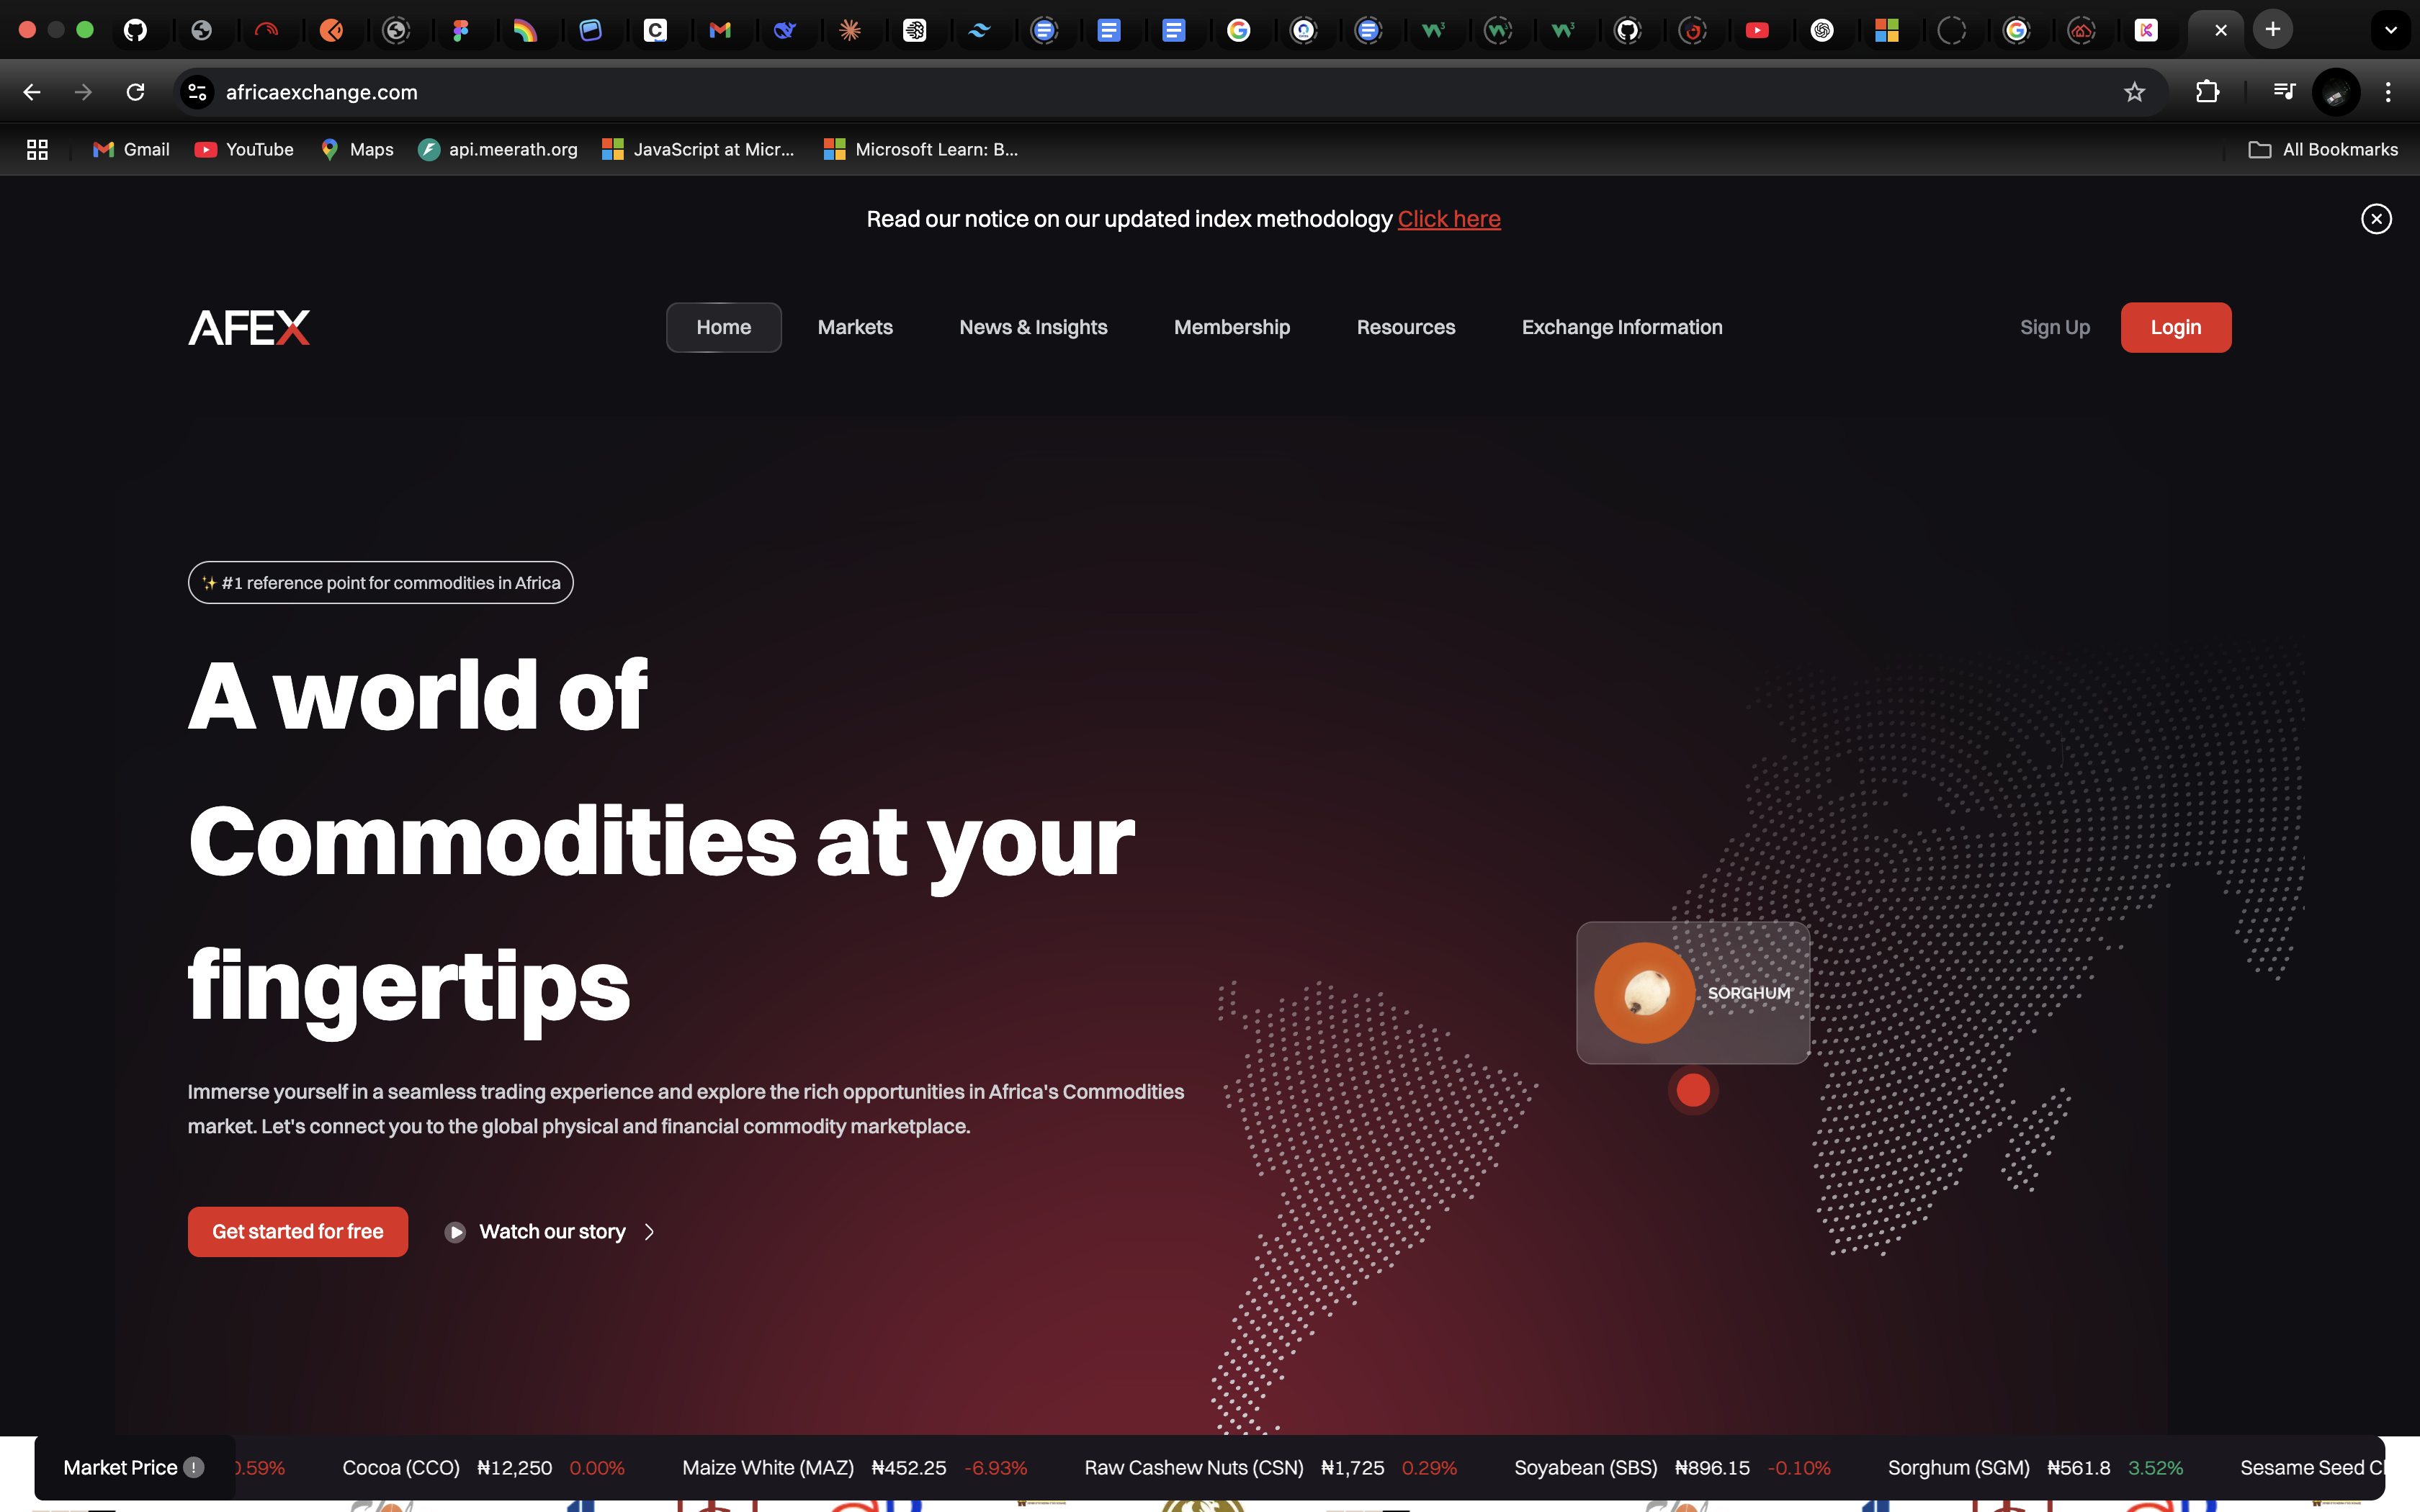 africaexchange.com
Gmail YouTube Maps api.meerath.org JavaScript at Micr... Microsoft Learn: B... All Bookmarks
Read our notice on our updated index methodology Click here
AFEX Home Markets News & Insights Membership Resources Exchange Information Sign Up Login
✨ #1 reference point for commodities in Africa
A world of
Commodities at your
fingertips
SORGHUM
Immerse yourself in a seamless trading experience and explore the rich opportunities in Africa's Commodities
market. Let's connect you to the global physical and financial commodity marketplace.
Get started for free Watch our story
Market Price 0.59% Cocoa (CCO) ₦12,250 0.00% Maize White (MAZ) ₦452.25 -6.93% Raw Cashew Nuts (CSN) ₦1,725 0.29% Soyabean (SBS) ₦896.15 -0.10% Sorghum (SGM) ₦561.8 3.52% Sesame Seed